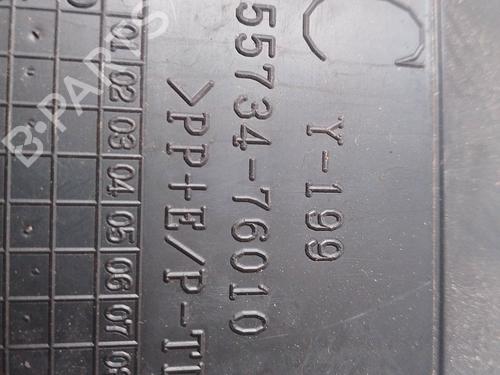 C
Y-199
55734-76010
>PP+E/P-T
01 02 03 04 05 06 07
B-PARTS